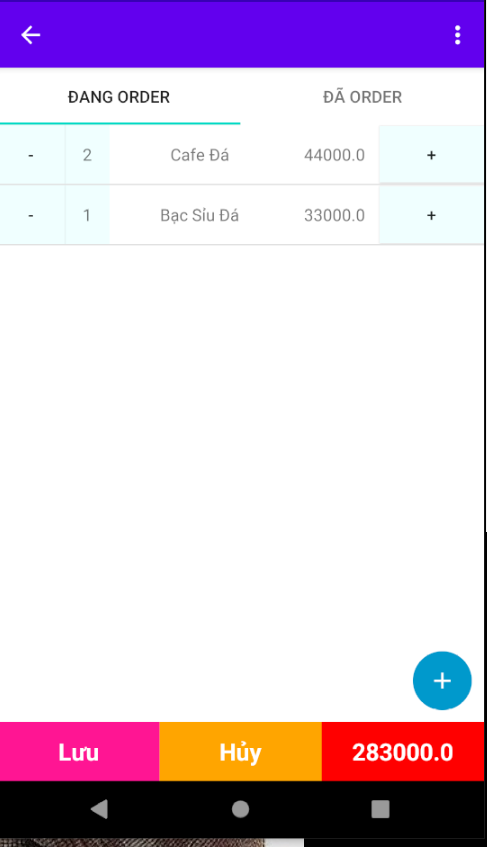 ĐANG ORDER ĐÃ ORDER
- 2 Cafe Đá 44000.0 +
- 1 Bạc Sỉu Đá 33000.0 +
+
Lưu Hủy 283000.0